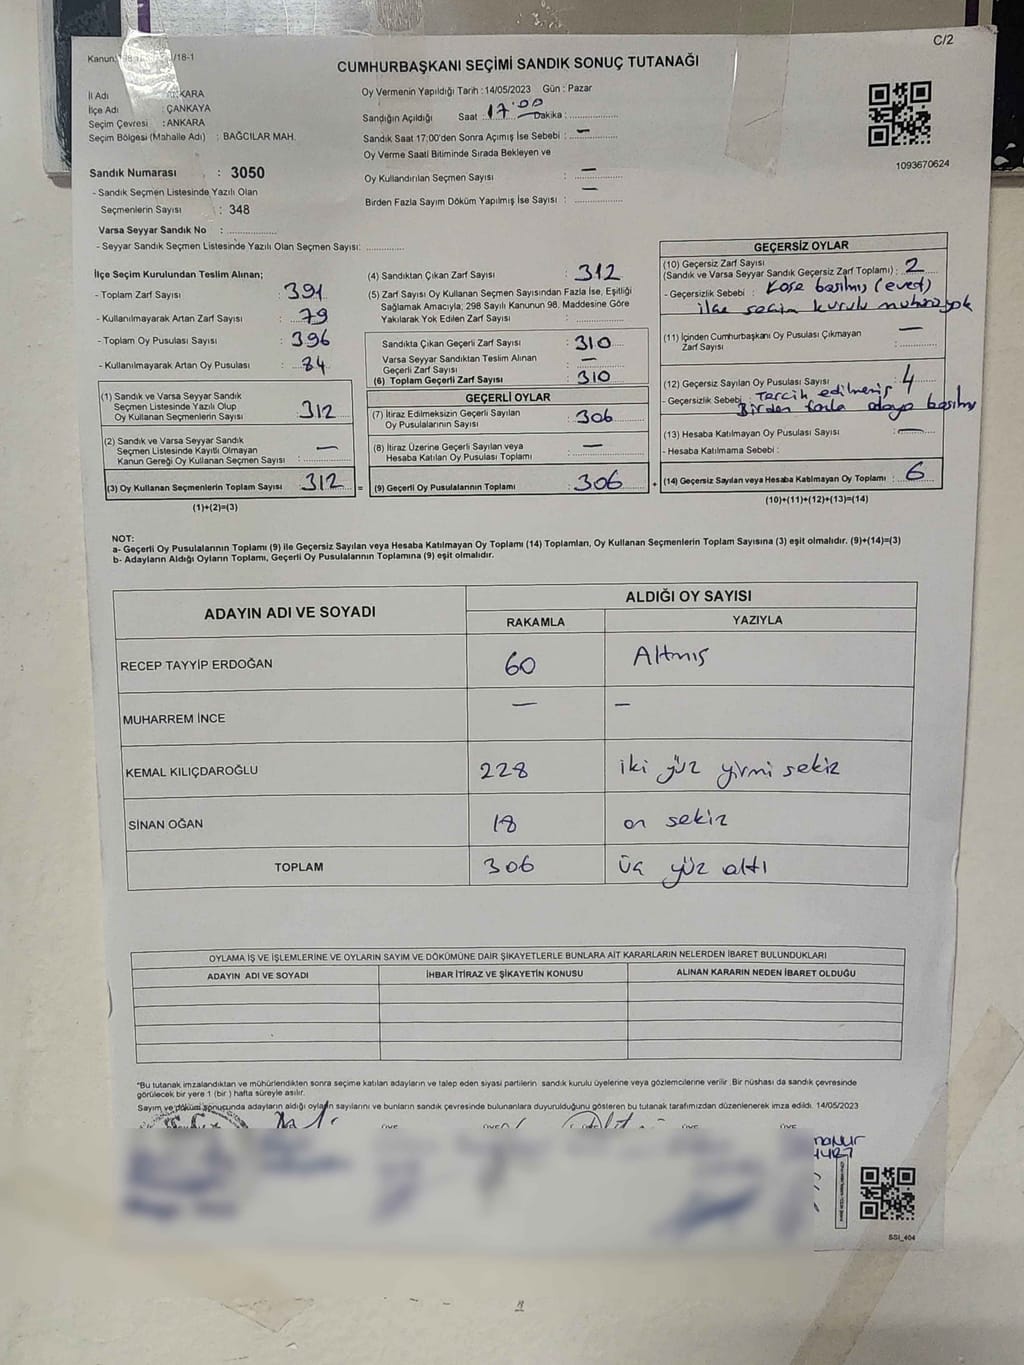 C/2
CUMHURBAŞKANI SEÇİMİ SANDIK SONUÇ TUTANAĞI
/18-1
İl Adı ANKARA
İlçe Adı : ÇANKAYA
Seçim Çevresi : ANKARA
Seçim Bölgesi (Mahalle Adı) : BAĞCILAR MAH.
Sandık Numarası : 3050
- Sandık Seçmen Listesinde Yazılı Olan
Seçmenlerin Sayısı : 348
Varsa Seyyar Sandık No : ................
- Seyyar Sandık Seçmen Listesinde Yazılı Olan Seçmen Sayısı: ............
Oy Vermenin Yapıldığı Tarih : 14/05/2023 Gün : Pazar
Sandığın Açıldığı Saat : 17:00 Dakika : ............
Sandık Saat 17:00'den Sonra Açımış İse Sebebi : —
Oy Verme Saati Bitiminde Sırada Bekleyen ve
Oy Kullandırılan Seçmen Sayısı : —
Birden Fazla Sayım Döküm Yapılmış İse Sayısı : —
1093670624
İlçe Seçim Kurulundan Teslim Alınan;
- Toplam Zarf Sayısı : 391
- Kullanılmayarak Artan Zarf Sayısı : 79
- Toplam Oy Pusulası Sayısı : 396
- Kullanılmayarak Artan Oy Pusulası : 84
(1) Sandık ve Varsa Seyyar Sandık
Seçmen Listesinde Yazılı Olup
Oy Kullanan Seçmenlerin Sayısı : 312
(2) Sandık ve Varsa Seyyar Sandık
Seçmen Listesinde Kayıtlı Olmayan
Kanun Gereği Oy Kullanan Seçmen Sayısı : —
(3) Oy Kullanan Seçmenlerin Toplam Sayısı : 312
(1)+(2)=(3)
(4) Sandıktan Çıkan Zarf Sayısı : 312
(5) Zarf Sayısı Oy Kullanan Seçmen Sayısından Fazla İse, Eşitliği
Sağlamak Amacıyla, 298 Sayılı Kanunun 98. Maddesine Göre
Yakılarak Yok Edilen Zarf Sayısı : ............
Sandıkta Çıkan Geçerli Zarf Sayısı : 310
Varsa Seyyar Sandıktan Teslim Alınan
Geçerli Zarf Sayısı : —
(6) Toplam Geçerli Zarf Sayısı : 310
GEÇERLİ OYLAR
(7) İtiraz Edilmeksizin Geçerli Sayılan
Oy Pusulalarının Sayısı : 306
(8) İtiraz Üzerine Geçerli Sayılan veya
Hesaba Katılan Oy Pusulası Toplamı : —
= (9) Geçerli Oy Pusulalarının Toplamı : 306
GEÇERSİZ OYLAR
(10) Geçersiz Zarf Sayısı
(Sandık ve Varsa Seyyar Sandık Geçersiz Zarf Toplamı) : 2
- Geçersizlik Sebebi : Kaşe basılmış (evet)
ilçe seçim kurulu mührü yok
(11) İçinden Cumhurbaşkanı Oy Pusulası Çıkmayan
Zarf Sayısı : —
(12) Geçersiz Sayılan Oy Pusulası Sayısı : 4
- Geçersizlik Sebebi : Tercih edilmemiş
Birden fazla adaya basılmış
(13) Hesaba Katılmayan Oy Pusulası Sayısı : —
- Hesaba Katılmama Sebebi :
+ (14) Geçersiz Sayılan veya Hesaba Katılmayan Oy Toplamı : 6
(10)+(11)+(12)+(13)=(14)
NOT:
a- Geçerli Oy Pusulalarının Toplamı (9) ile Geçersiz Sayılan veya Hesaba Katılmayan Oy Toplamı (14) Toplamları, Oy Kullanan Seçmenlerin Toplam Sayısına (3) eşit olmalıdır. (9)+(14)=(3)
b- Adayların Aldığı Oyların Toplamı, Geçerli Oy Pusulalarının Toplamına (9) eşit olmalıdır.
ADAYIN ADI VE SOYADI ALDIĞI OY SAYISI
RAKAMLA YAZIYLA
RECEP TAYYİP ERDOĞAN 60 Altmış
MUHARREM İNCE — —
KEMAL KILIÇDAROĞLU 228 iki yüz yirmi sekiz
SİNAN OĞAN 18 on sekiz
TOPLAM 306 üç yüz altı
OYLAMA İŞ VE İŞLEMLERİNE VE OYLARIN SAYIM VE DÖKÜMÜNE DAİR ŞİKAYETLERLE BUNLARA AİT KARARLARIN NELERDEN İBARET BULUNDUKLARI
ADAYIN ADI VE SOYADI İHBAR İTİRAZ VE ŞİKAYETİN KONUSU ALINAN KARARIN NEDEN İBARET OLDUĞU
*Bu tutanak imzalandıktan ve mühürlendikten sonra seçime katılan adayların ve talep eden siyasi partilerin sandık kurulu üyelerine veya gözlemcilerine verilir. Bir nüshası da sandık çevresinde
görülecek bir yere 1 (bir ) hafta süreyle asılır.
Sayım ve döküm sonucunda adayların aldığı oyların sayılarını ve bunların sandık çevresinde bulunanlara duyurulduğunu gösteren bu tutanak tarafımızdan düzenlenerek imza edildi. 14/05/2023
SSI_404